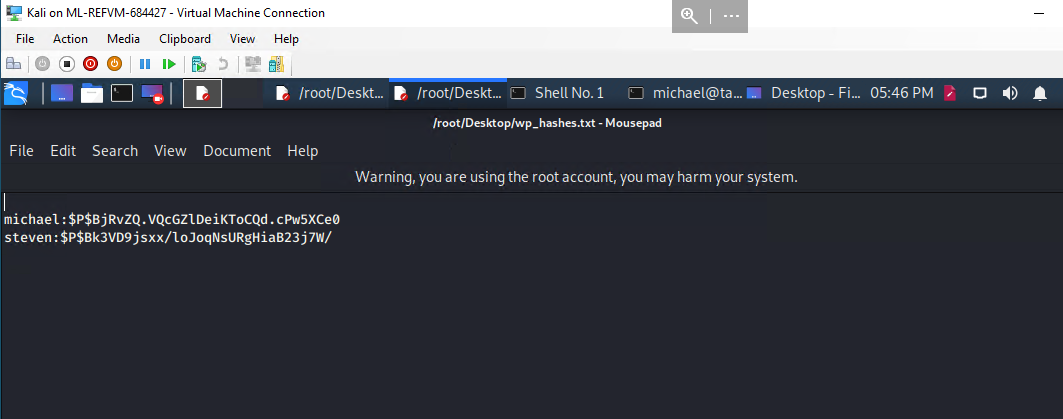 Kali on ML-REFVM-684427 - Virtual Machine Connection
File Action Media Clipboard View Help
/root/Deskt... /root/Deskt... Shell No. 1 michael@ta... Desktop - Fi... 05:46 PM
/root/Desktop/wp_hashes.txt - Mousepad
File Edit Search View Document Help
Warning, you are using the root account, you may harm your system.
michael:$P$BjRvZQ.VQcGZlDeiKToCQd.cPw5XCe0
steven:$P$Bk3VD9jsxx/loJoqNsURgHiaB23j7W/